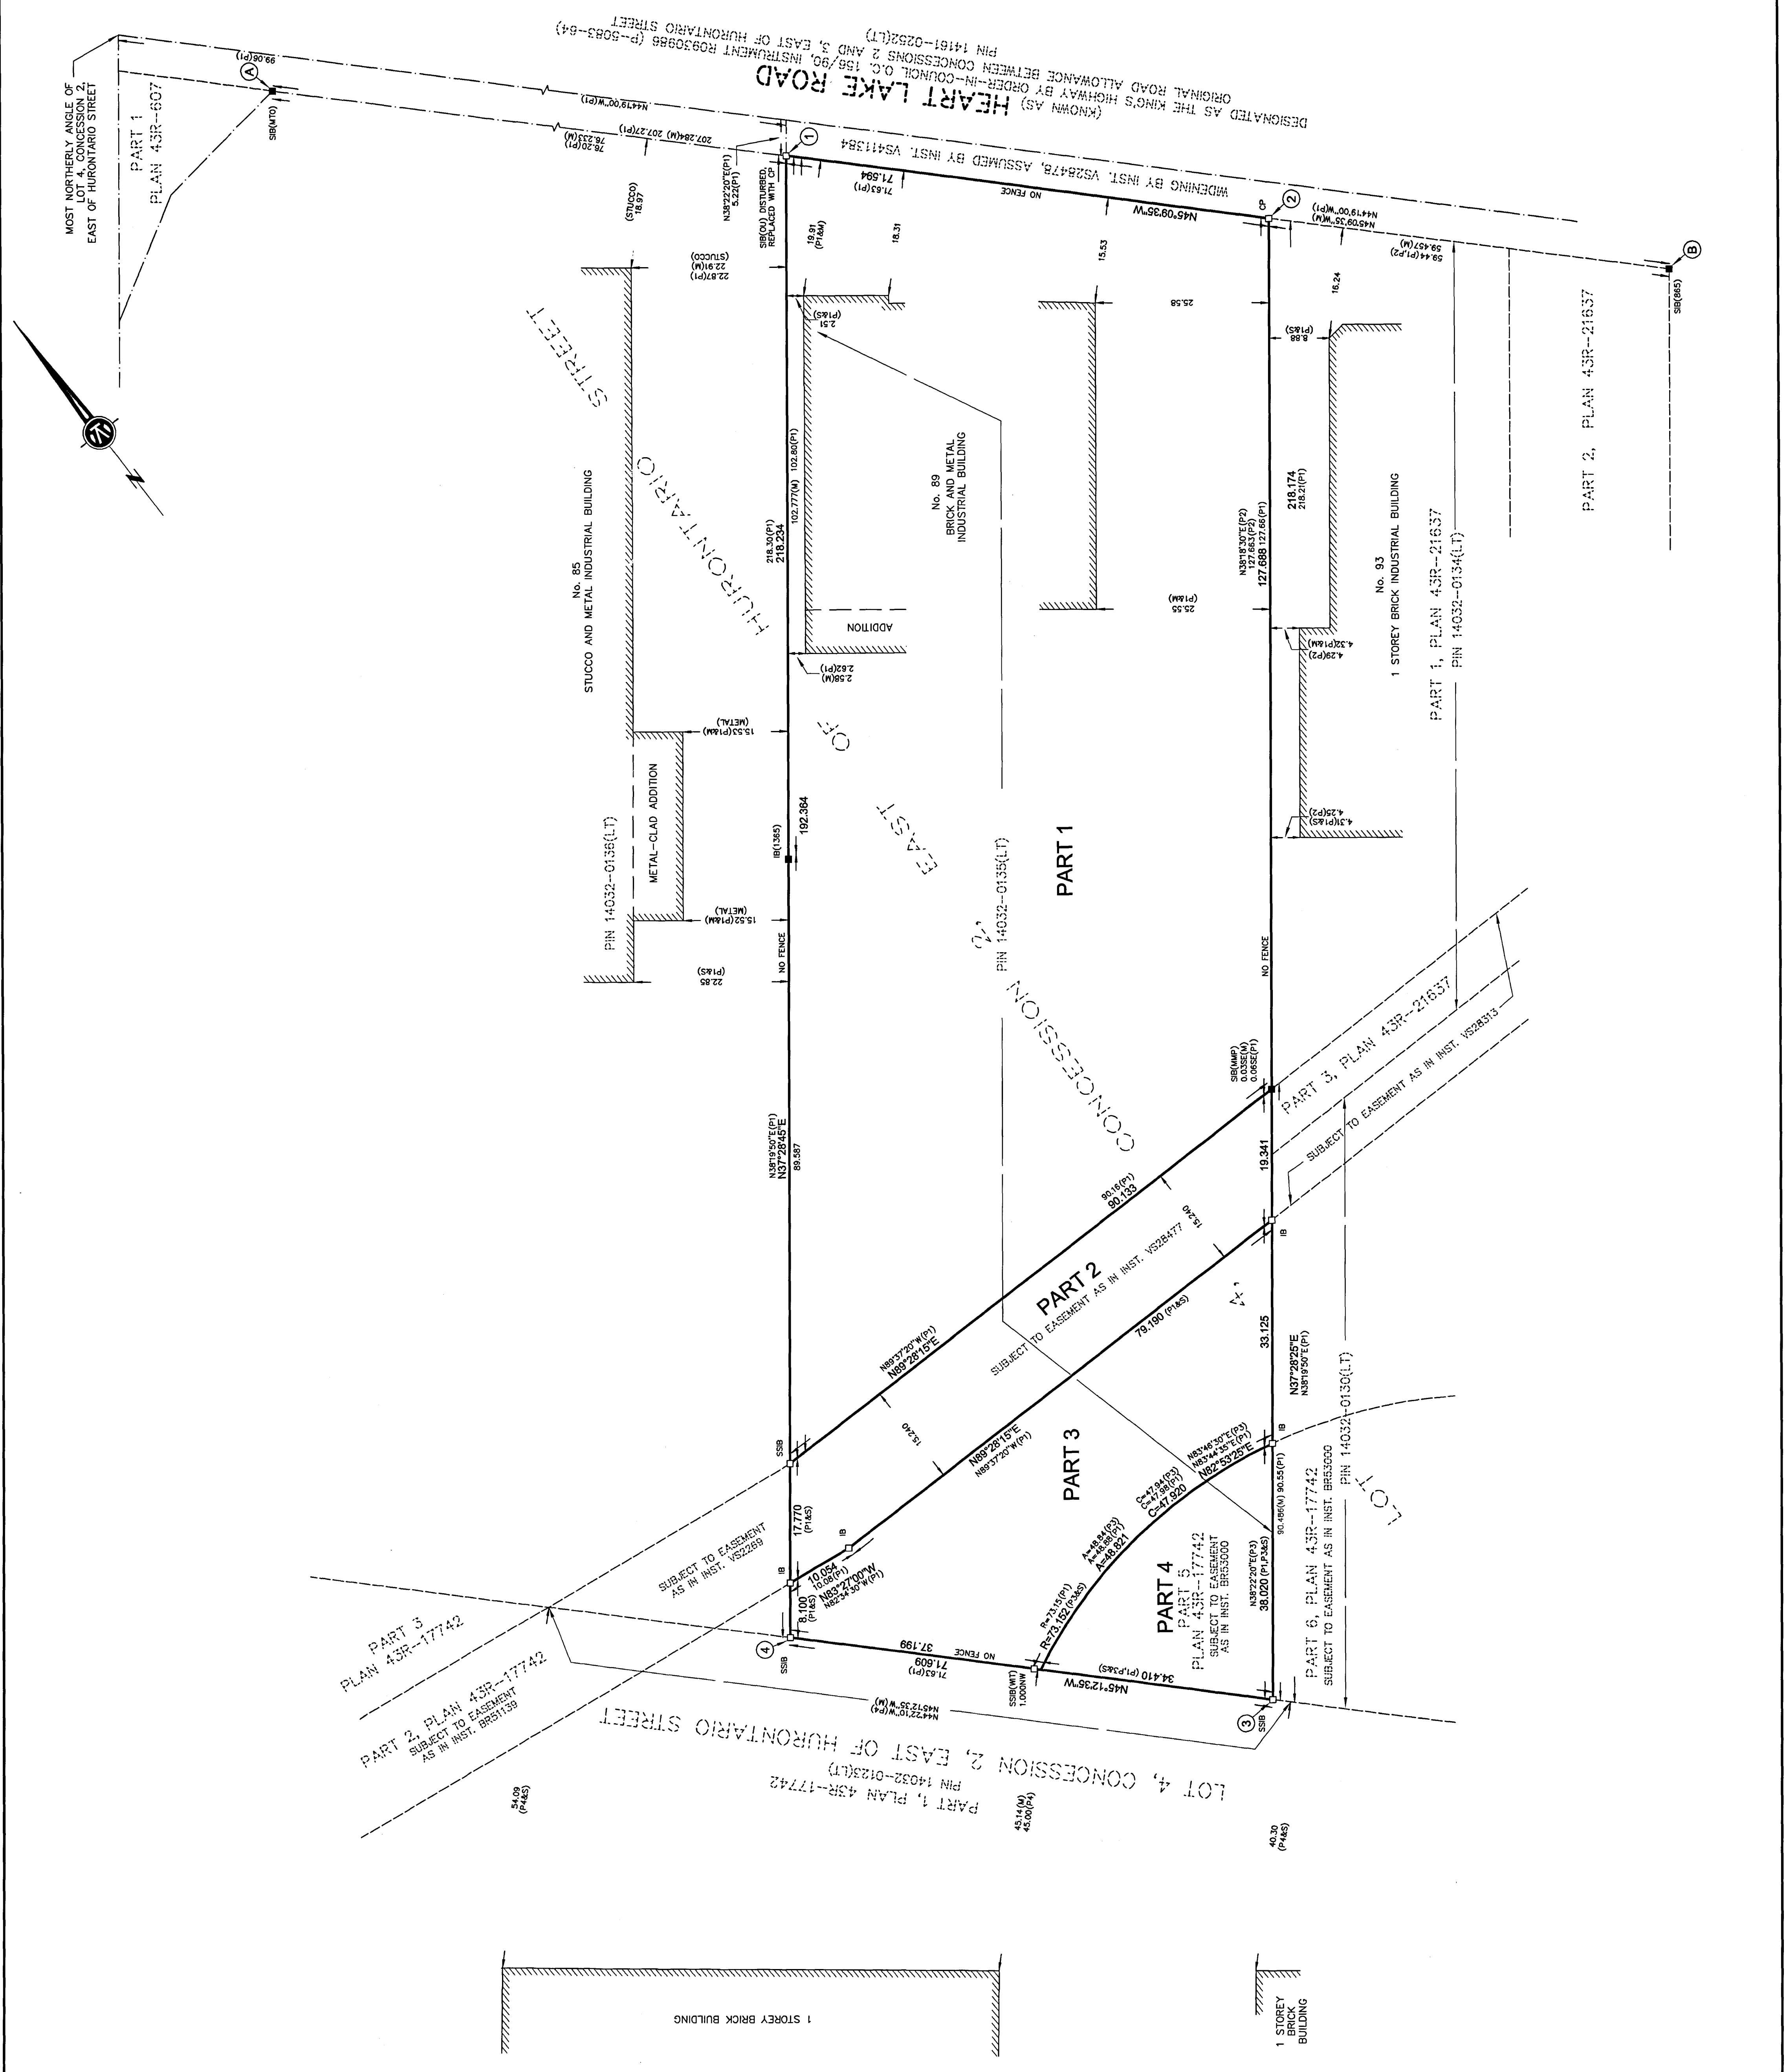 MOST NORTHERLY ANGLE OF
LOT 4, CONCESSION 2,
EAST OF HURONTARIO STREET
PART 1
PLAN 43R-607
99.06(P1)
A
SIB(MTO)
N44°19'00"W(P1)
207.284(M) 207.27(P1)
76.20(P1)
76.233(M)
DESIGNATED AS THE KING'S HIGHWAY BY ORDER-IN-COUNCIL O.C. 156/90, INSTRUMENT RO930986 (P-5083-64)
(KNOWN AS) HEART LAKE ROAD
ORIGINAL ROAD ALLOWANCE BETWEEN CONCESSIONS 2 AND 3, EAST OF HURONTARIO STREET
PIN 14161-0252(LT)
WIDENING BY INST. VS28478, ASSUMED BY INST. VS411384
1
N38°22'20"E(P1)
5.22(P1)
SIB(OU) DISTURBED,
REPLACED WITH CP
71.594
71.63(P1)
NO FENCE
N45°09'35"W
CP
2
N45°09'35"W(M)
N44°19'00"W(P1)
59.44(P1,P2)
59.457(M)
B
SIB(865)
(STUCCO)
18.97
22.87(P1)
22.91(M)
(STUCCO)
19.91
(P1&M)
18.31
15.53
16.24
2.51
(P1&S)
25.58
8.88
(P1&S)
N
STREET
HURONTARIO
OF
EAST
2,
CONCESSION
4,
LOT
No. 85
STUCCO AND METAL INDUSTRIAL BUILDING
218.30(P1)
218.234
102.777(M) 102.80(P1)
No. 89
BRICK AND METAL
INDUSTRIAL BUILDING
ADDITION
2.58(M)
2.62(P1)
25.55
(P1&M)
N38°18'30"E(P2)
127.663(P2)
127.688 127.66(P1)
218.174
218.21(P1)
No. 93
1 STOREY BRICK INDUSTRIAL BUILDING
4.32(P1&M)
4.29(P2)
4.31(P1&S)
4.25(P2)
PART 1, PLAN 43R-21637
PIN 14032-0134(LT)
PART 2, PLAN 43R-21637
15.53(P1&M)
(METAL)
METAL-CLAD ADDITION
PIN 14032-0136(LT)
15.52(P1&M)
(METAL)
22.85
(P1&S)
IB(1365)
192.364
NO FENCE
PIN 14032-0135(LT)
PART 1
NO FENCE
N38°19'50"E(P1)
N37°28'45"E
89.587
SIB(MMP)
0.03SE(M)
0.06SE(P1)
PART 3, PLAN 43R-21637
SUBJECT TO EASEMENT AS IN INST. VS28313
19.341
90.16(P1)
90.133
15.240
IB
PART 2
SUBJECT TO EASEMENT AS IN INST. VS28477
79.190 (P1&S)
N89°37'20"W(P1)
N89°28'15"E
15.240
N89°28'15"E
N89°37'20"W(P1)
33.125
N37°28'25"E
N38°19'50"E(P1)
PIN 14032-0130(LT)
IB
SSIB
17.770
(P1&S)
IB
IB
SUBJECT TO EASEMENT
AS IN INST. VS2269
10.054
10.08(P1)
N83°27'00"W
N82°34'30"W(P1)
8.100
(P1&S)
4
SSIB
PART 3
N83°46'30"E(P3)
N83°44'35"E(P1)
N82°53'25"E
C=47.94(P3)
C=47.98(P1)
C=47.920
A=48.84(P3)
A=48.88(P1)
A=48.821
R=73.15(P1)
R=73.152(P3&S)
PART 4
PART 5
PLAN 43R-17742
SUBJECT TO EASEMENT
AS IN INST. BR53000
N38°22'20"E(P3)
38.020 (P1,P3&S)
90.486(M) 90.55(P1)
PART 6, PLAN 43R-17742
SUBJECT TO EASEMENT AS IN INST. BR53000
PART 3
PLAN 43R-17742
PART 2, PLAN 43R-17742
SUBJECT TO EASEMENT
AS IN INST. BR51139
37.199
71.609
71.63(P1)
NO FENCE
SSIB(WIT)
1.000NW
34.410 (P1,P3&S)
N45°12'35"W
3
SSIB
N44°22'10"W(P4)
N45°12'35"W(M)
LOT 4, CONCESSION 2, EAST OF HURONTARIO STREET
PIN 14032-0123(LT)
PART 1, PLAN 43R-17742
54.09
(P4&S)
45.14(M)
45.00(P4)
40.30
(P4&S)
1 STOREY BRICK BUILDING
1 STOREY
BRICK
BUILDING